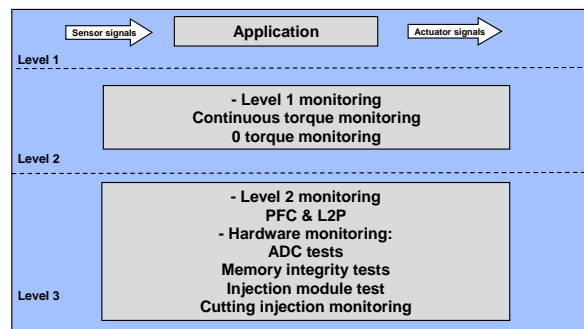 Sensor signals
Application
Actuator signals
Level 1
- Level 1 monitoring
Continuous torque monitoring
0 torque monitoring
Level 2
- Level 2 monitoring
PFC & L2P
- Hardware monitoring:
ADC tests
Memory integrity tests
Injection module test
Cutting injection monitoring
Level 3